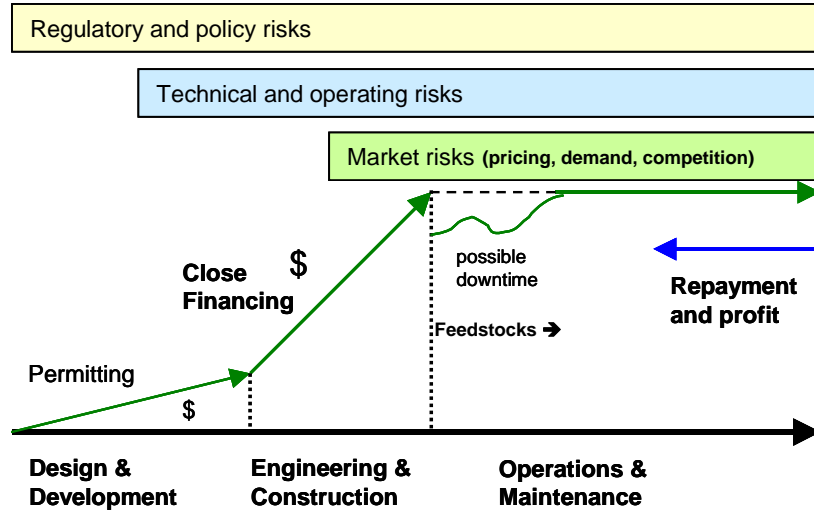 Regulatory and policy risks
Technical and operating risks
Market risks (pricing, demand, competition)
Close
Financing
$
possible
downtime
Repayment
and profit
Feedstocks ➔
Permitting
$
Design &
Development
Engineering &
Construction
Operations &
Maintenance